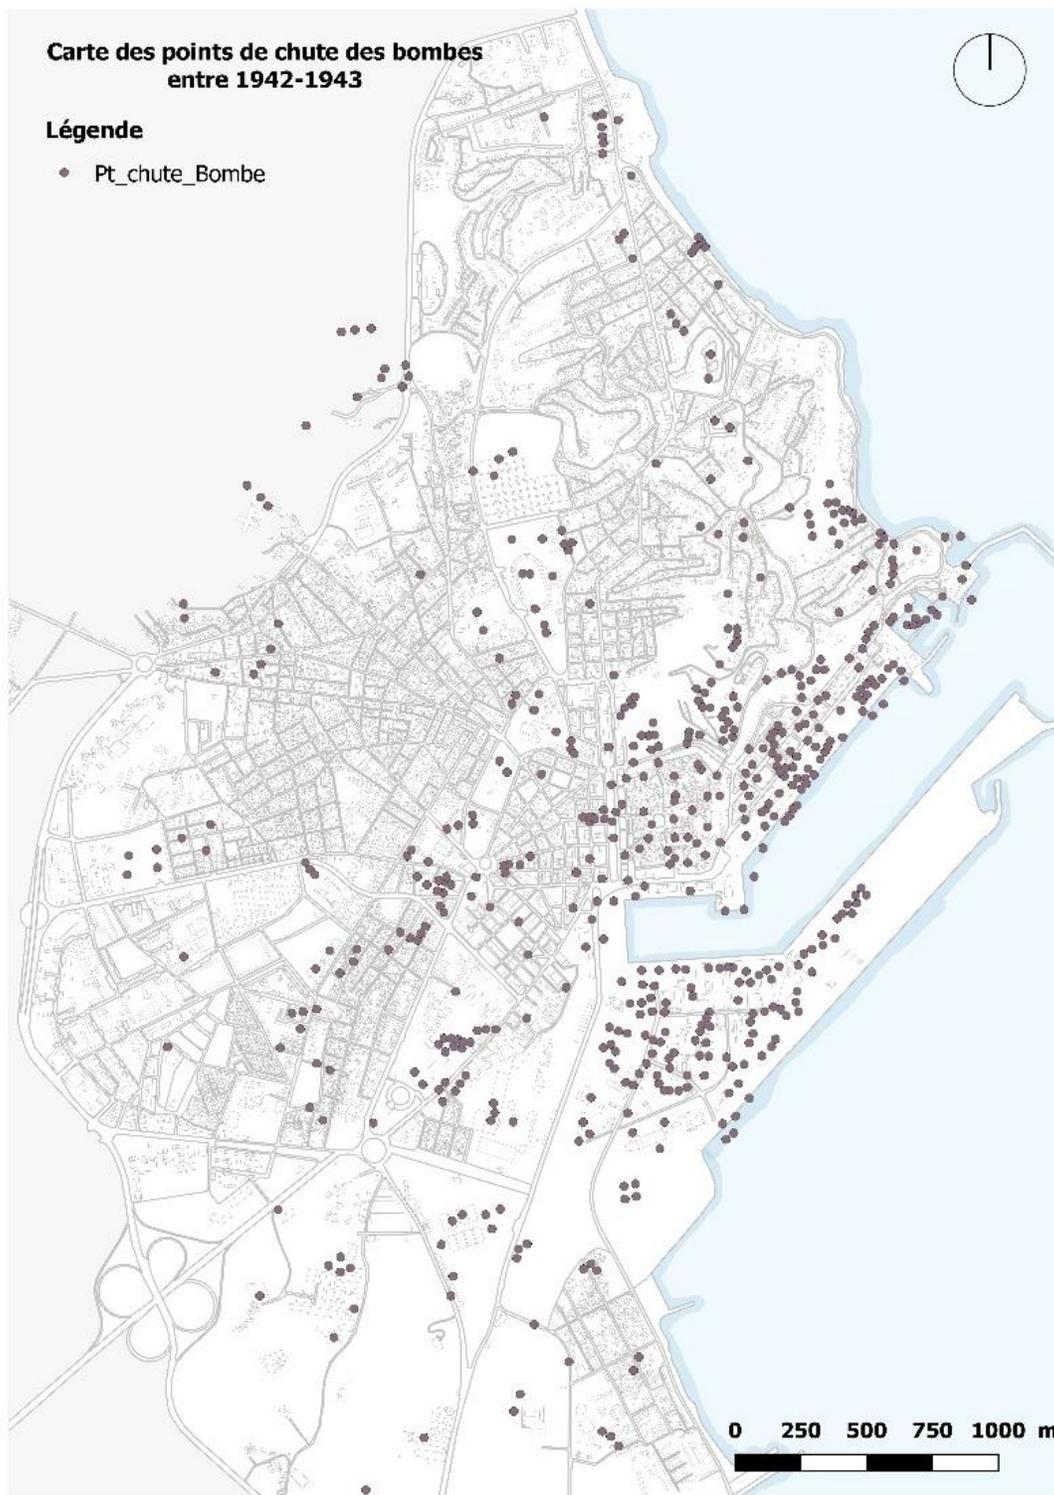 Carte des points de chute des bombes
entre 1942-1943
Légende
Pt_chute_Bombe
0 250 500 750 1000 m